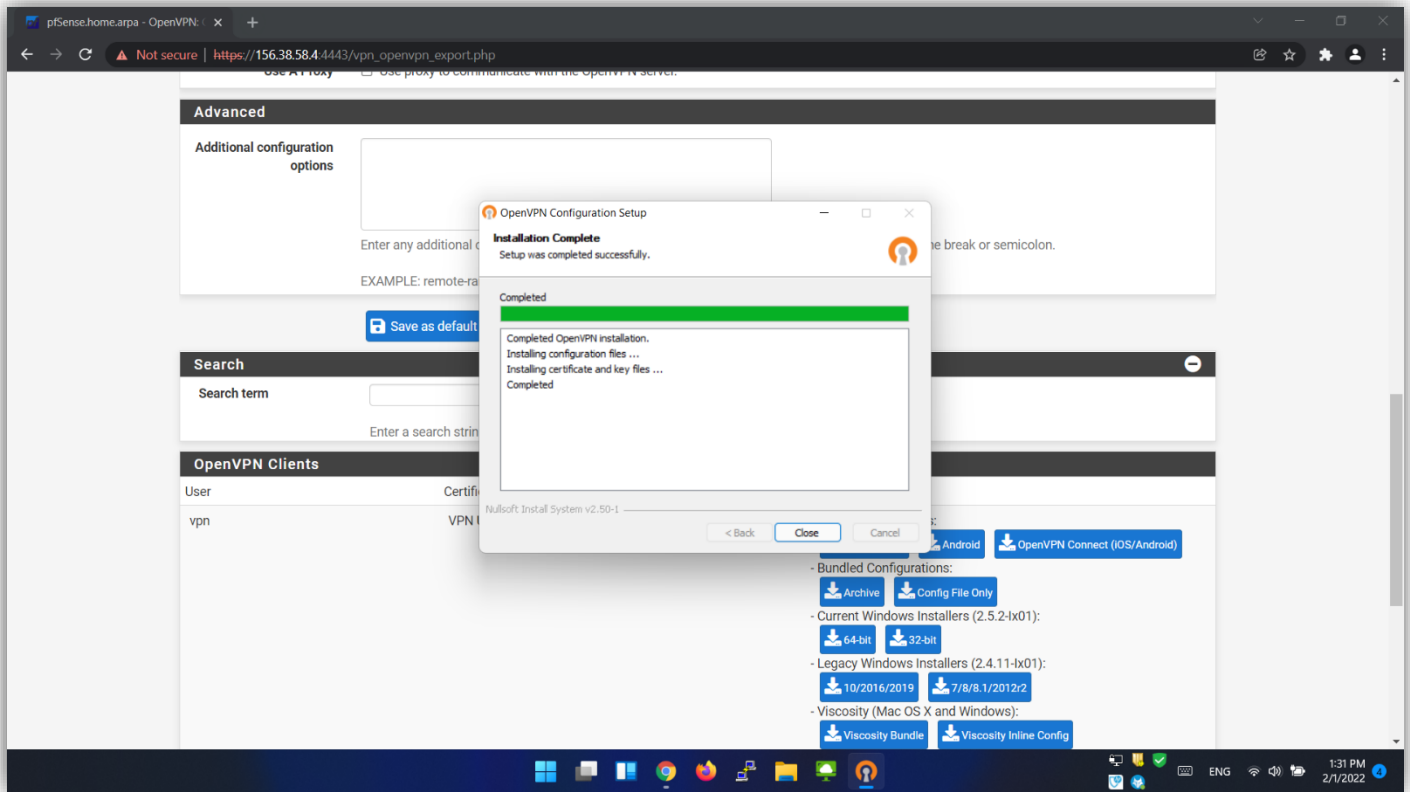 pfSense.home.arpa - OpenVPN:
Not secure | https://156.38.58.4:4443/vpn_openvpn_export.php
Use A Proxy Use proxy to communicate with the OpenVPN server.
Advanced
Additional configuration
options
Enter any additional
ne break or semicolon.
EXAMPLE: remote-ra
Save as default
OpenVPN Configuration Setup
Installation Complete
Setup was completed successfully.
Completed
Completed OpenVPN installation.
Installing configuration files ...
Installing certificate and key files ...
Completed
Nullsoft Install System v2.50-1
< Back
Close
Cancel
Search
Search term
Enter a search strin
OpenVPN Clients
User
Certifi
vpn
VPN
Android
OpenVPN Connect (iOS/Android)
- Bundled Configurations:
Archive
Config File Only
- Current Windows Installers (2.5.2-Ix01):
64-bit
32-bit
- Legacy Windows Installers (2.4.11-Ix01):
10/2016/2019
7/8/8.1/2012r2
- Viscosity (Mac OS X and Windows):
Viscosity Bundle
Viscosity Inline Config
ENG
1:31 PM
2/1/2022
4